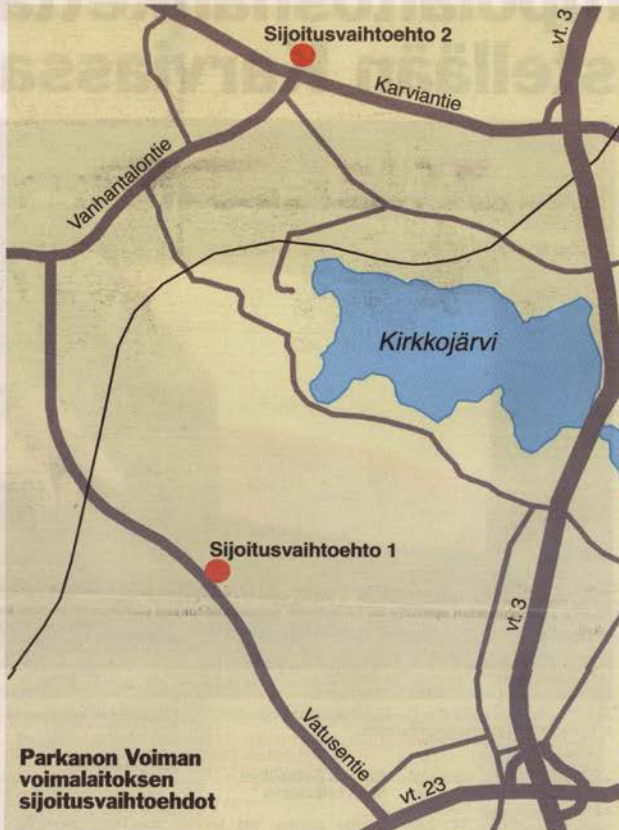 Sijoitusvaihtoehto 2
vt. 3
Karviantie
Vanhantalontie
Kirkkojärvi
Sijoitusvaihtoehto 1
vt. 3
Vatusentie
vt. 23
Parkanon Voiman
voimalaitoksen
sijoitusvaihtoehdot